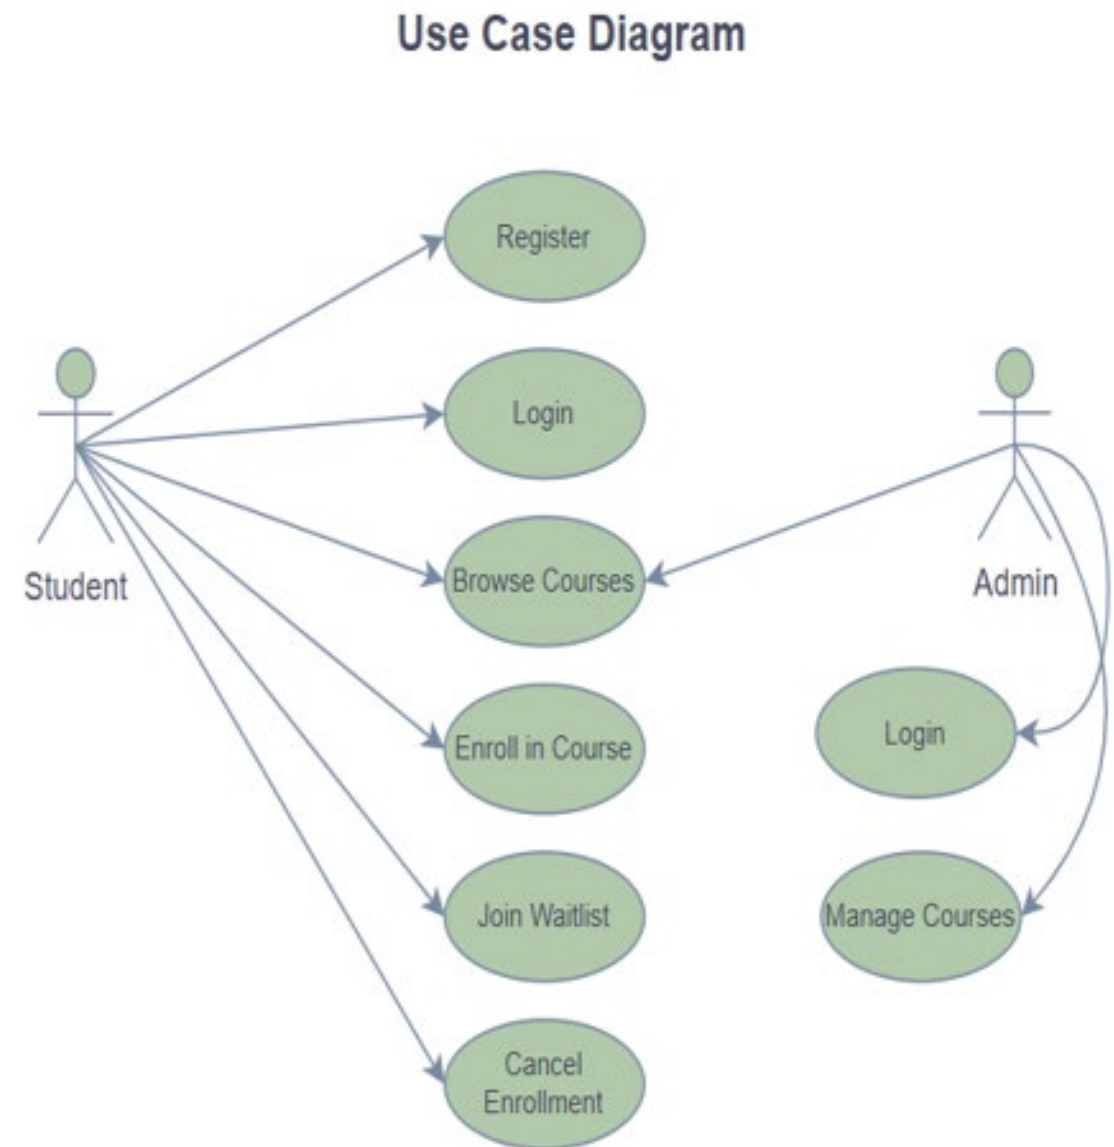 Use Case Diagram
Register
Login
Student
Browse Courses
Admin
Enroll in Course
Login
Join Waitlist
Manage Courses
Cancel
Enrollment